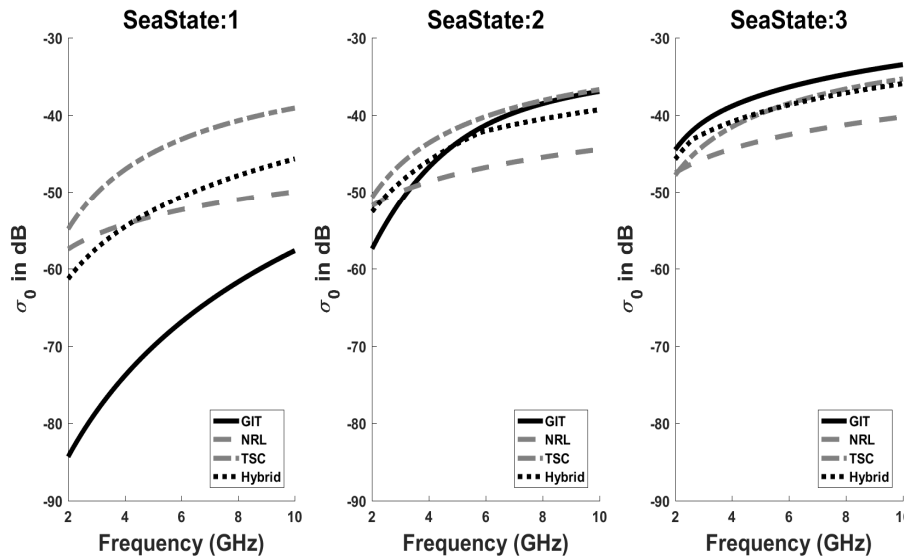 SeaState:1
-30
-40
-50
-60
-70
-80
-90
σ0 in dB
2 4 6 8 10
Frequency (GHz)
GIT
NRL
TSC
Hybrid
SeaState:2
-30
-40
-50
-60
-70
-80
-90
σ0 in dB
2 4 6 8 10
Frequency (GHz)
GIT
NRL
TSC
Hybrid
SeaState:3
-30
-40
-50
-60
-70
-80
-90
σ0 in dB
2 4 6 8 10
Frequency (GHz)
GIT
NRL
TSC
Hybrid